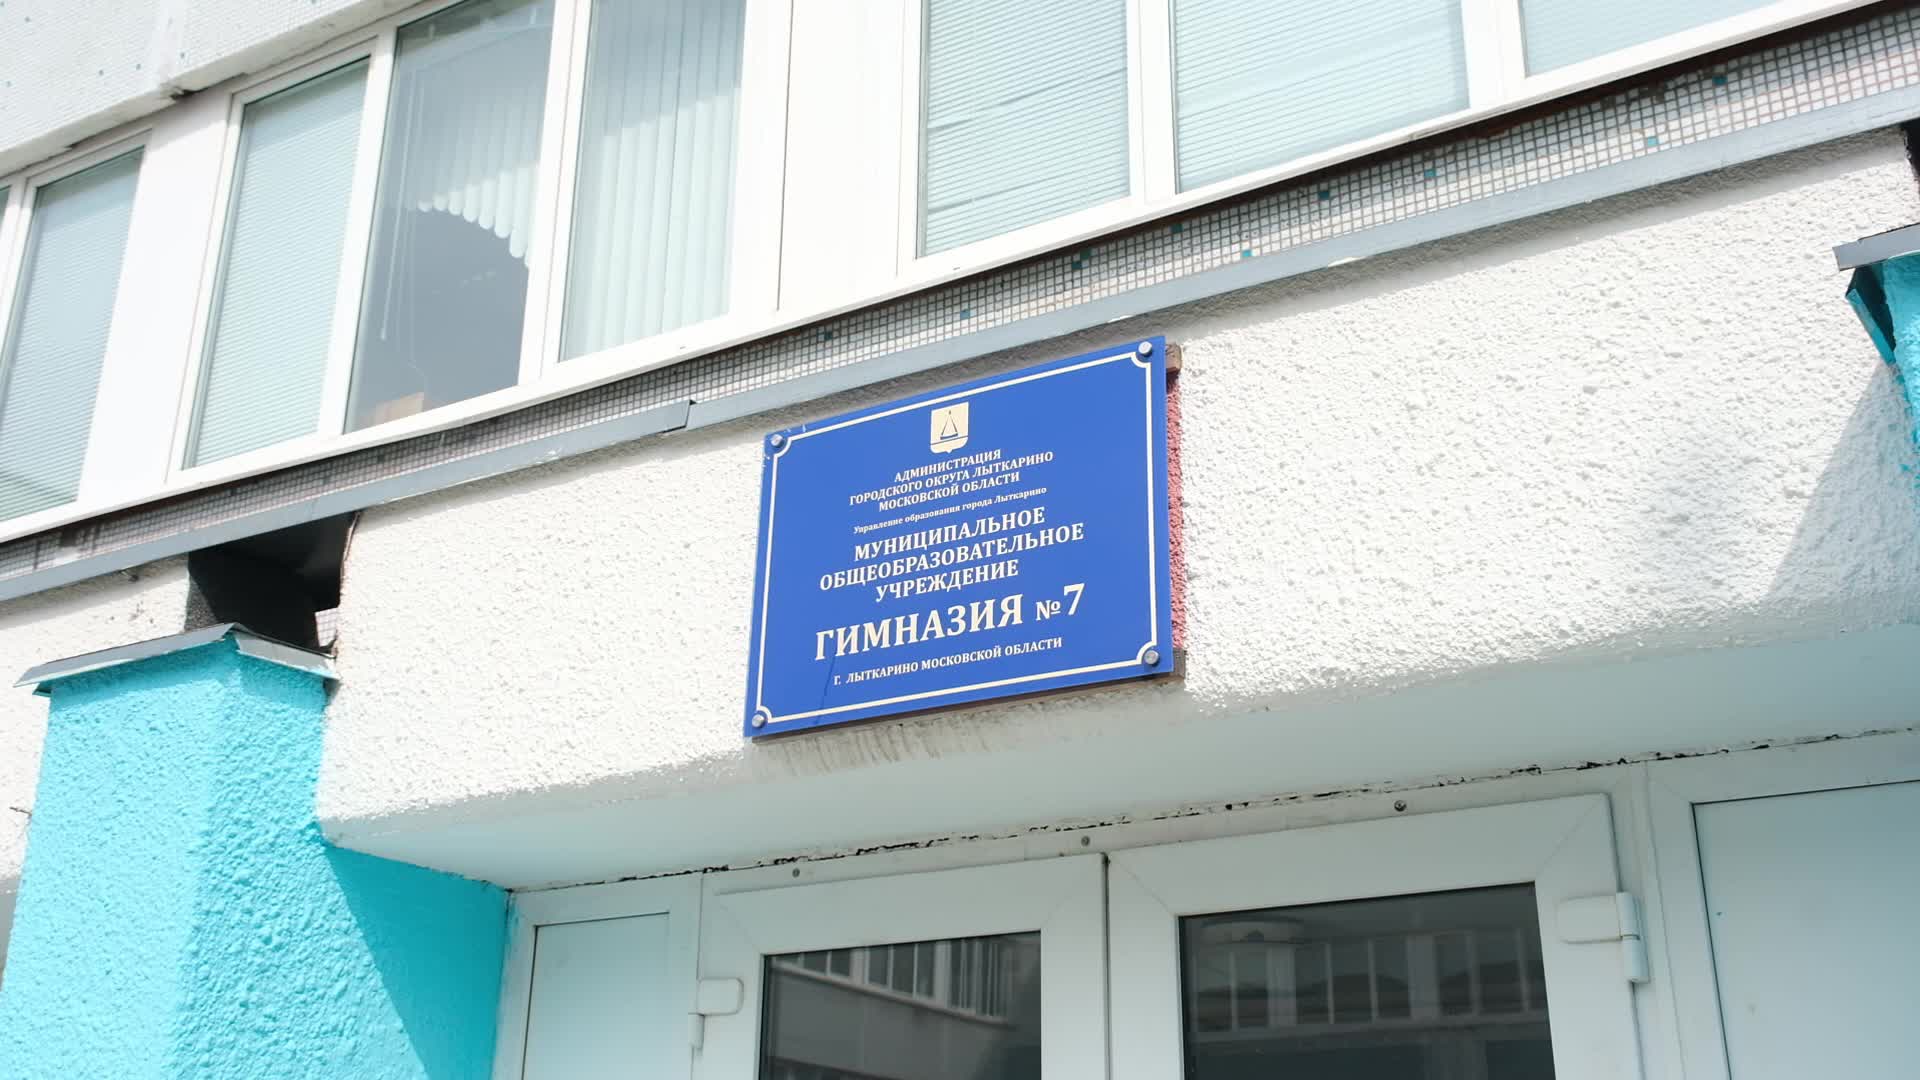 АДМИНИСТРАЦИЯ
ГОРОДСКОГО ОКРУГА ЛЫТКАРИНО
МОСКОВСКОЙ ОБЛАСТИ
Управление образования города Лыткарино
МУНИЦИПАЛЬНОЕ
ОБЩЕОБРАЗОВАТЕЛЬНОЕ
УЧРЕЖДЕНИЕ
ГИМНАЗИЯ №7
Г. ЛЫТКАРИНО МОСКОВСКОЙ ОБЛАСТИ